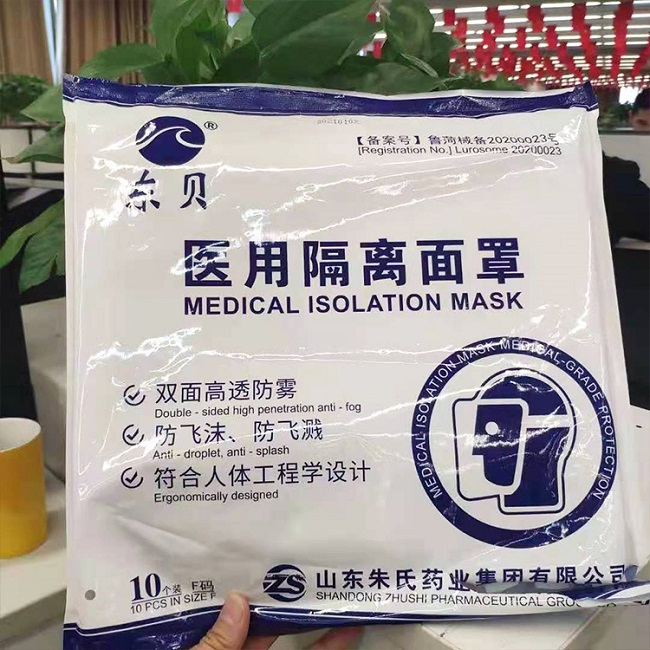 ®
东贝
【备案号】鲁菏械备20200023号
[Registration No.] Lurosome 20200023
医用隔离面罩
MEDICAL ISOLATION MASK
双面高透防雾
Double - sided high penetration anti - fog
防飞沫、防飞溅
Anti - droplet, anti - splash
符合人体工程学设计
Ergonomically designed
MEDICAL ISOLATION MASK MEDICAL-GRADE PROTECTION
10个装 F码
10 PCS IN SIZE F
ZS
山东朱氏药业集团有限公司
SHANDONG ZHUSHI PHARMACEUTICAL